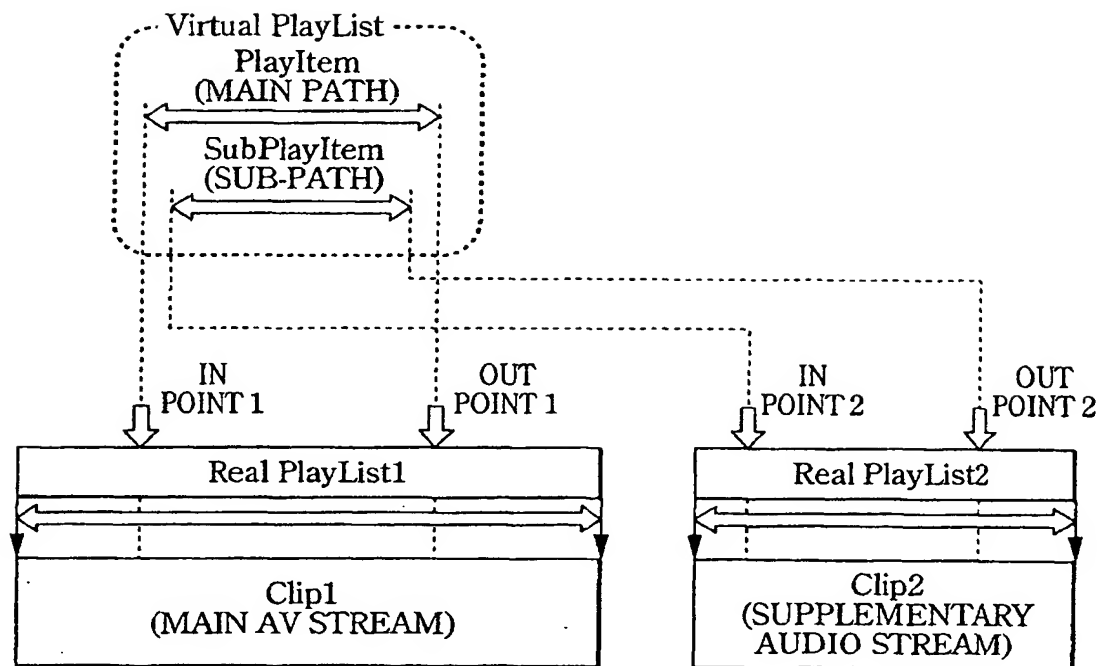 Virtual PlayList
PlayItem
(MAIN PATH)
SubPlayItem
(SUB-PATH)
IN
POINT 1
OUT
POINT 1
IN
POINT 2
OUT
POINT 2
Real PlayList1
Real PlayList2
Clip1
(MAIN AV STREAM)
Clip2
(SUPPLEMENTARY
AUDIO STREAM)